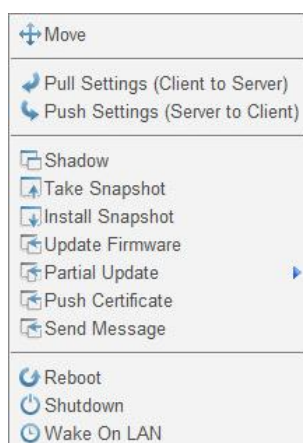 Move
Pull Settings (Client to Server)
Push Settings (Server to Client)
Shadow
Take Snapshot
Install Snapshot
Update Firmware
Partial Update
Push Certificate
Send Message
Reboot
Shutdown
Wake On LAN